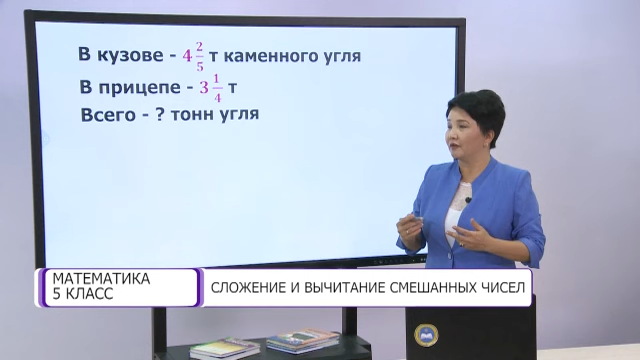 В кузове - 4 2/5 т каменного угля
В прицепе - 3 1/4 т
Всего - ? тонн угля
МАТЕМАТИКА
5 КЛАСС
СЛОЖЕНИЕ И ВЫЧИТАНИЕ СМЕШАННЫХ ЧИСЕЛ